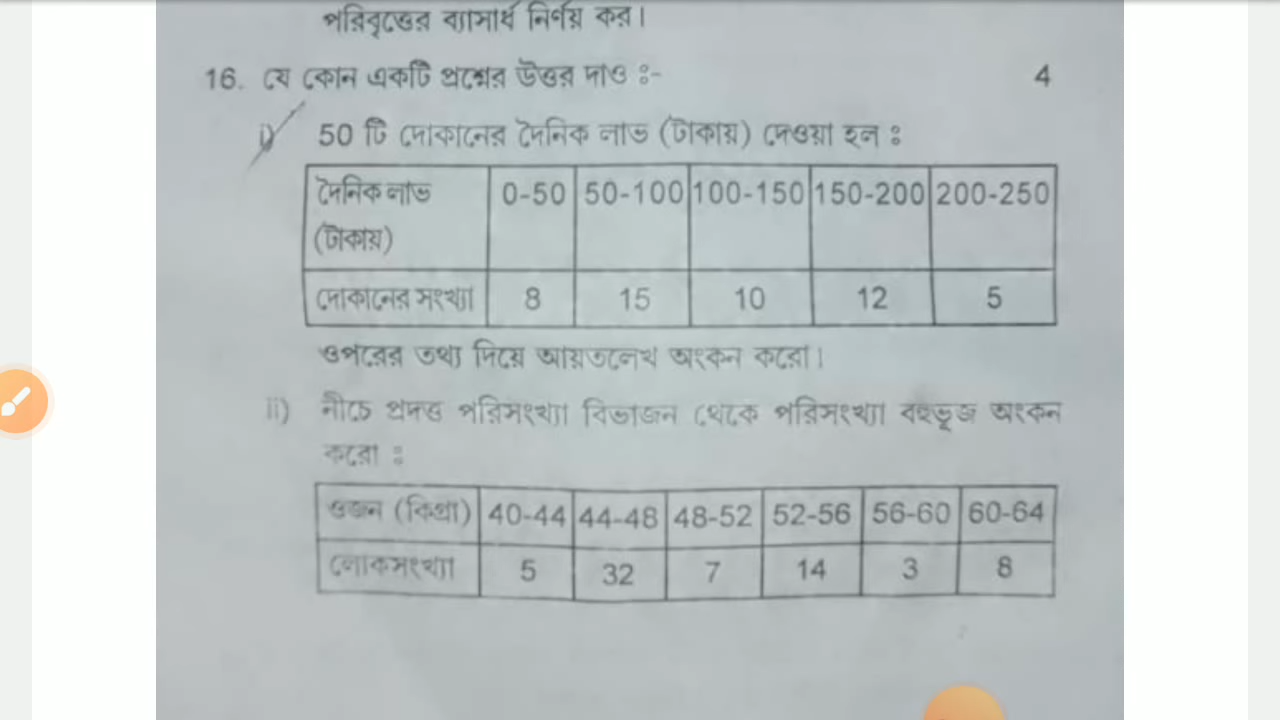 পরিবৃত্তের ব্যাসার্ধ নির্ণয় কর।
16. যে কোন একটি প্রশ্নের উত্তর দাও :- 4
i) 50 টি দোকানের দৈনিক লাভ (টাকায়) দেওয়া হল :
দৈনিক লাভ (টাকায়) 0-50 50-100 100-150 150-200 200-250
দোকানের সংখ্যা 8 15 10 12 5
ওপরের তথ্য দিয়ে আয়তলেখ অংকন করো।
ii) নীচে প্রদত্ত পরিসংখ্যা বিভাজন থেকে পরিসংখ্যা বহুভূজ অংকন
করো :
ওজন (কিগ্রা) 40-44 44-48 48-52 52-56 56-60 60-64
লোকসংখ্যা 5 32 7 14 3 8